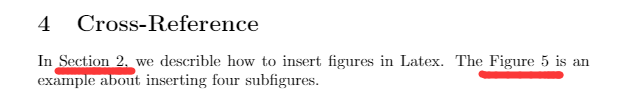 4 Cross-Reference
In Section 2, we describle how to insert figures in Latex. The Figure 5 is an
example about inserting four subfigures.